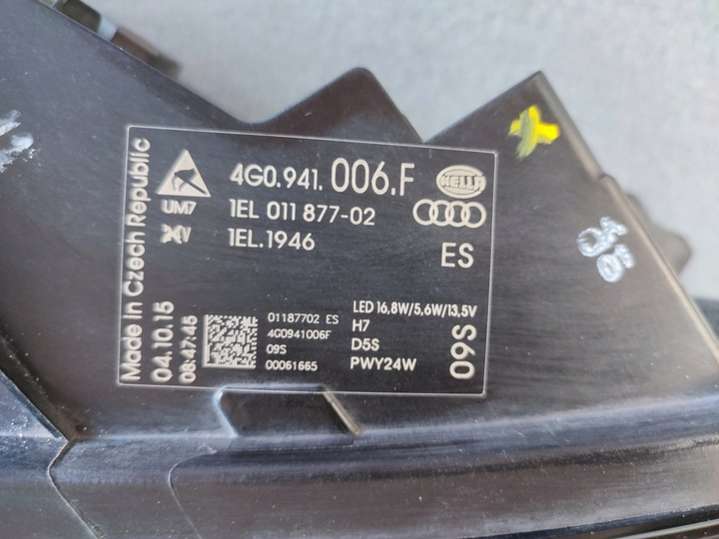 Made in Czech Republic
04.10.15
08:47:45
4G0.941. 006.F
HELLA
UM7
1EL 011 877-02
1EL.1946
ES
LED 16,8W/5,6W/13,5V
H7
D5S
PWY24W
09S
01187702 ES
4G0941006F
09S
00061665